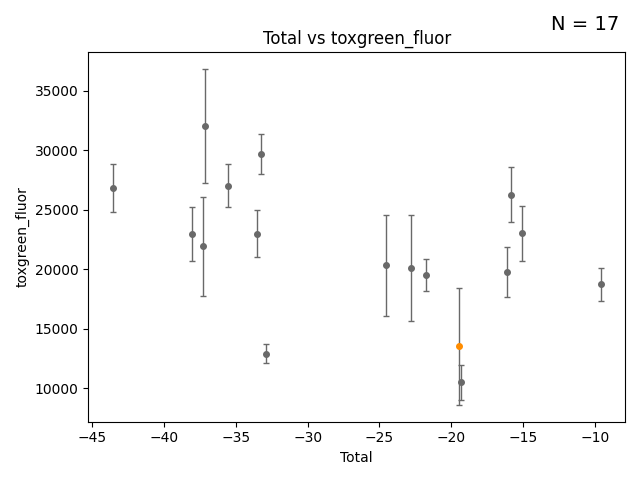 N = 17
Total vs toxgreen_fluor
toxgreen_fluor
35000
30000
25000
20000
15000
10000
−45 −40 −35 −30 −25 −20 −15 −10
Total